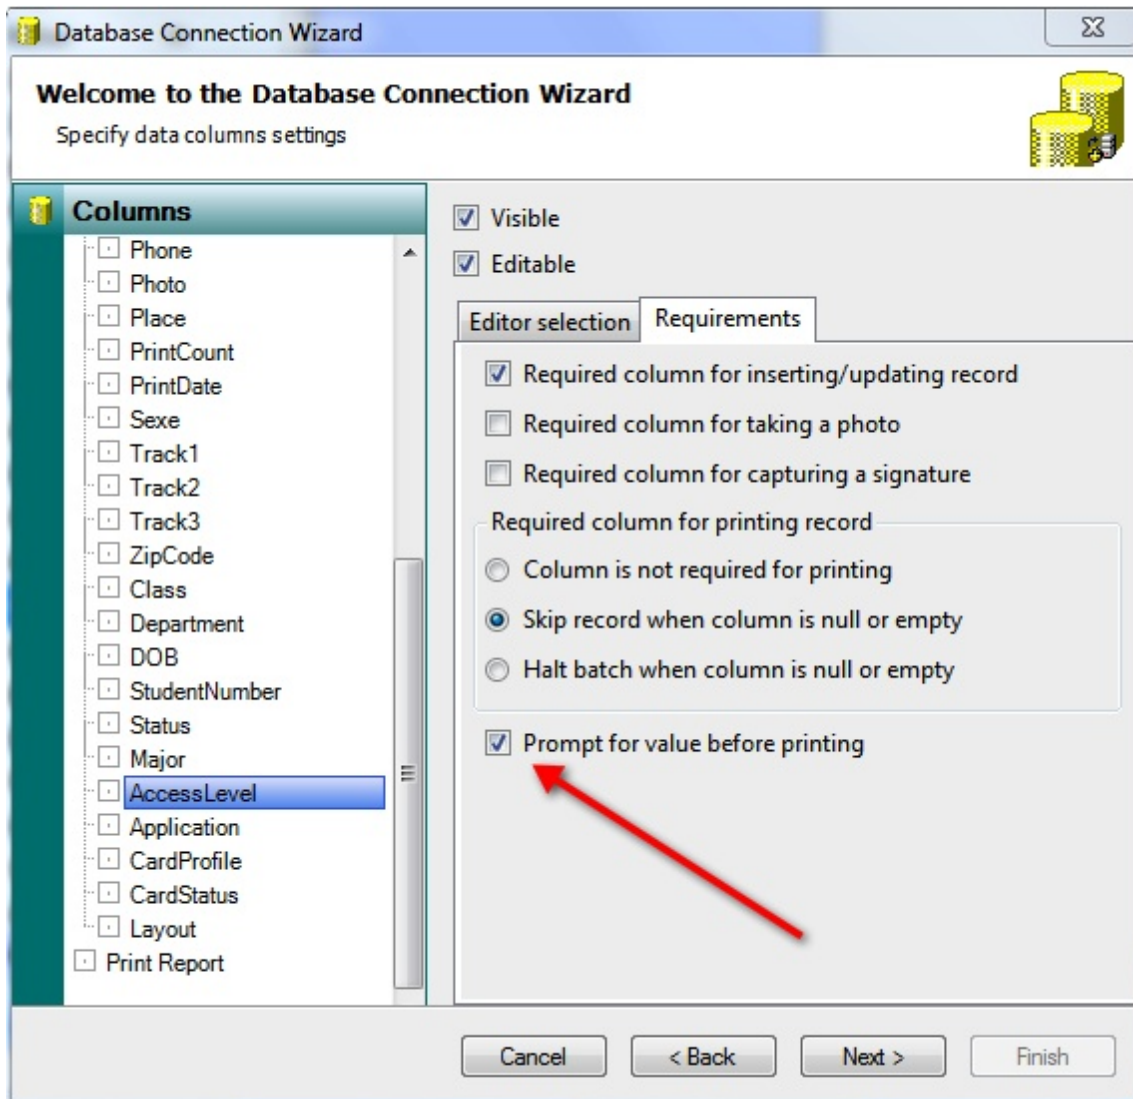 Database Connection Wizard
Welcome to the Database Connection Wizard
Specify data columns settings
Columns
Phone
Photo
Place
PrintCount
PrintDate
Sexe
Track1
Track2
Track3
ZipCode
Class
Department
DOB
StudentNumber
Status
Major
AccessLevel
Application
CardProfile
CardStatus
Layout
Print Report
Visible
Editable
Editor selection
Requirements
Required column for inserting/updating record
Required column for taking a photo
Required column for capturing a signature
Required column for printing record
Column is not required for printing
Skip record when column is null or empty
Halt batch when column is null or empty
Prompt for value before printing
Cancel
< Back
Next >
Finish